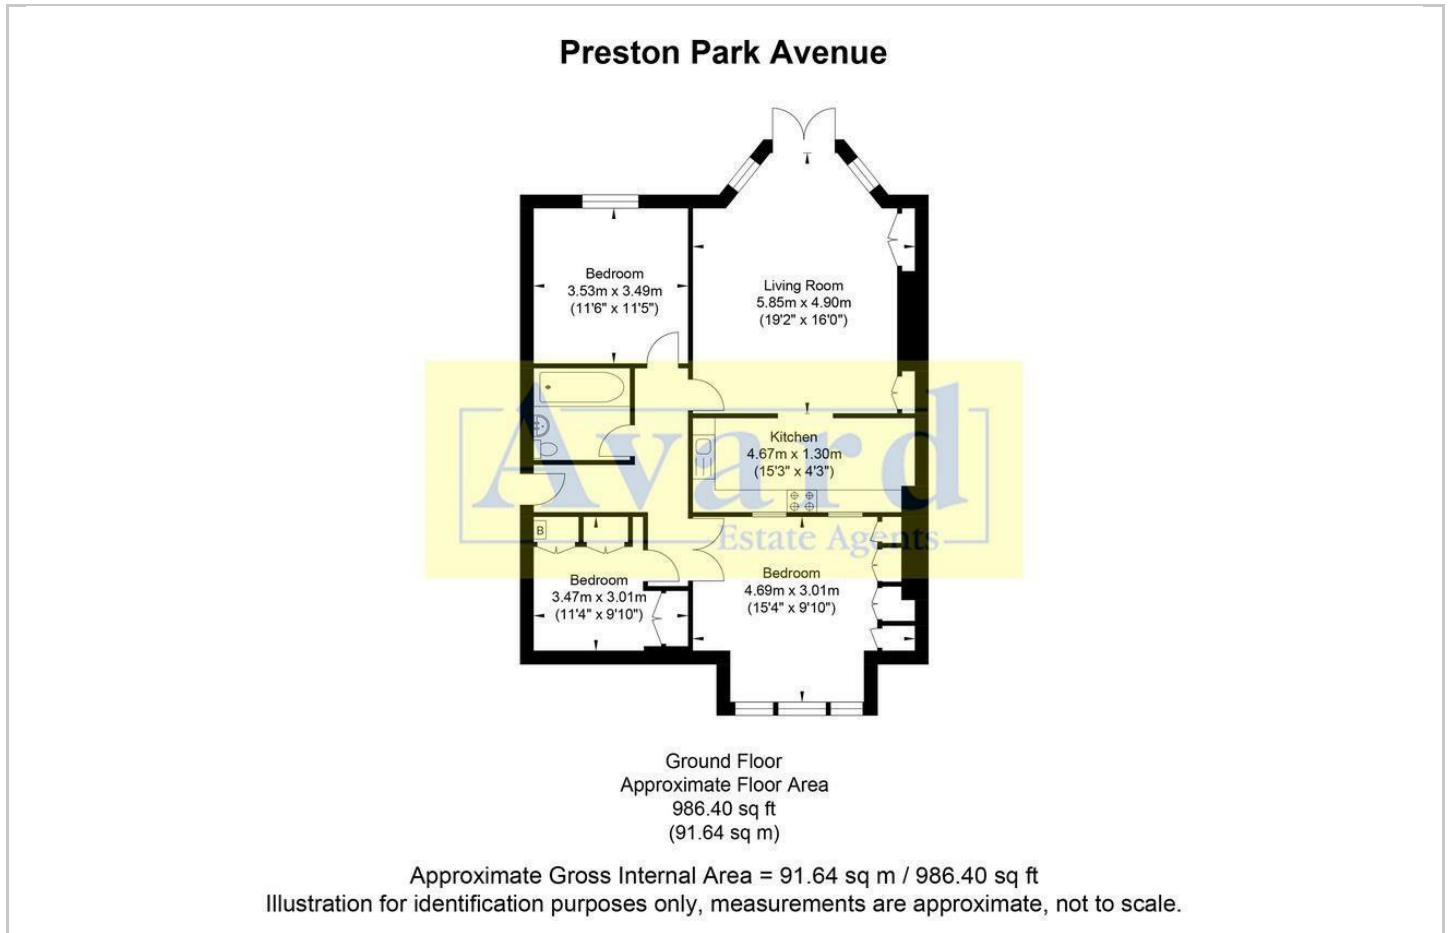 Preston Park Avenue
Bedroom
3.53m x 3.49m
(11'6" x 11'5")
Living Room
5.85m x 4.90m
(19'2" x 16'0")
Avard
Estate Agents
Kitchen
4.67m x 1.30m
(15'3" x 4'3")
B
Bedroom
3.47m x 3.01m
(11'4" x 9'10")
Bedroom
4.69m x 3.01m
(15'4" x 9'10")
Ground Floor
Approximate Floor Area
986.40 sq ft
(91.64 sq m)
Approximate Gross Internal Area = 91.64 sq m / 986.40 sq ft
Illustration for identification purposes only, measurements are approximate, not to scale.